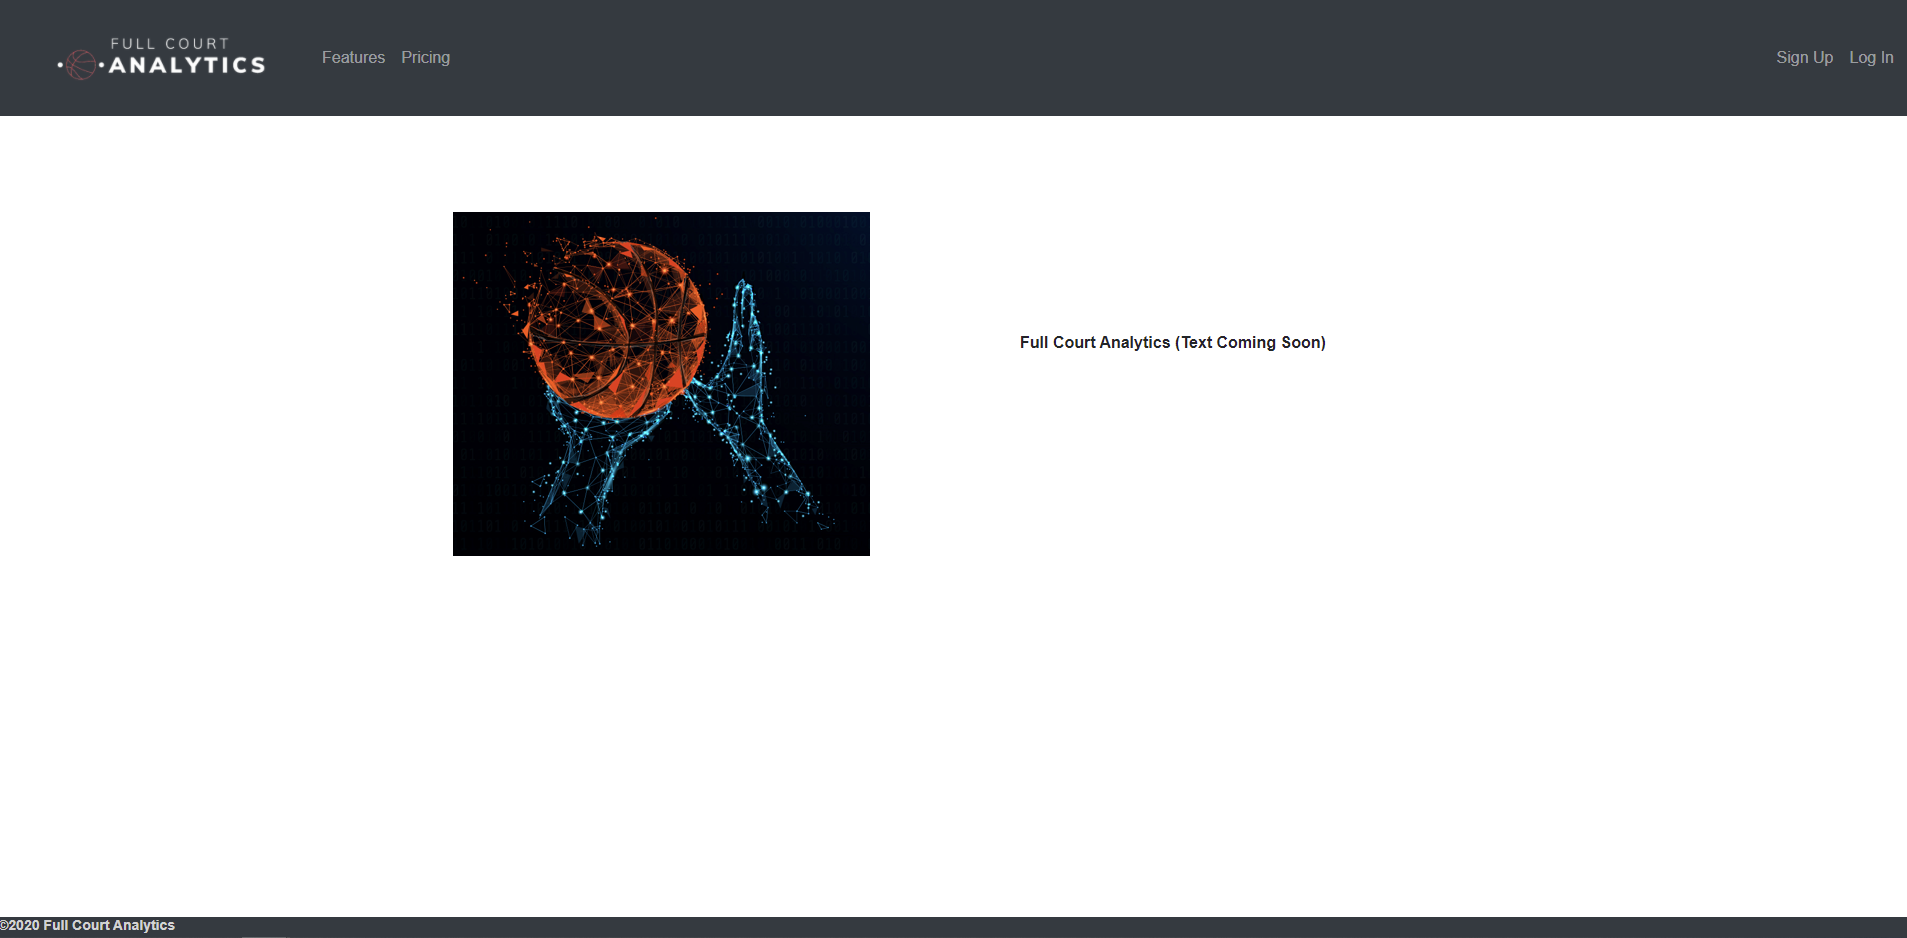 FULL COURT
ANALYTICS
Features
Pricing
Sign Up
Log In
Full Court Analytics (Text Coming Soon)
©2020 Full Court Analytics